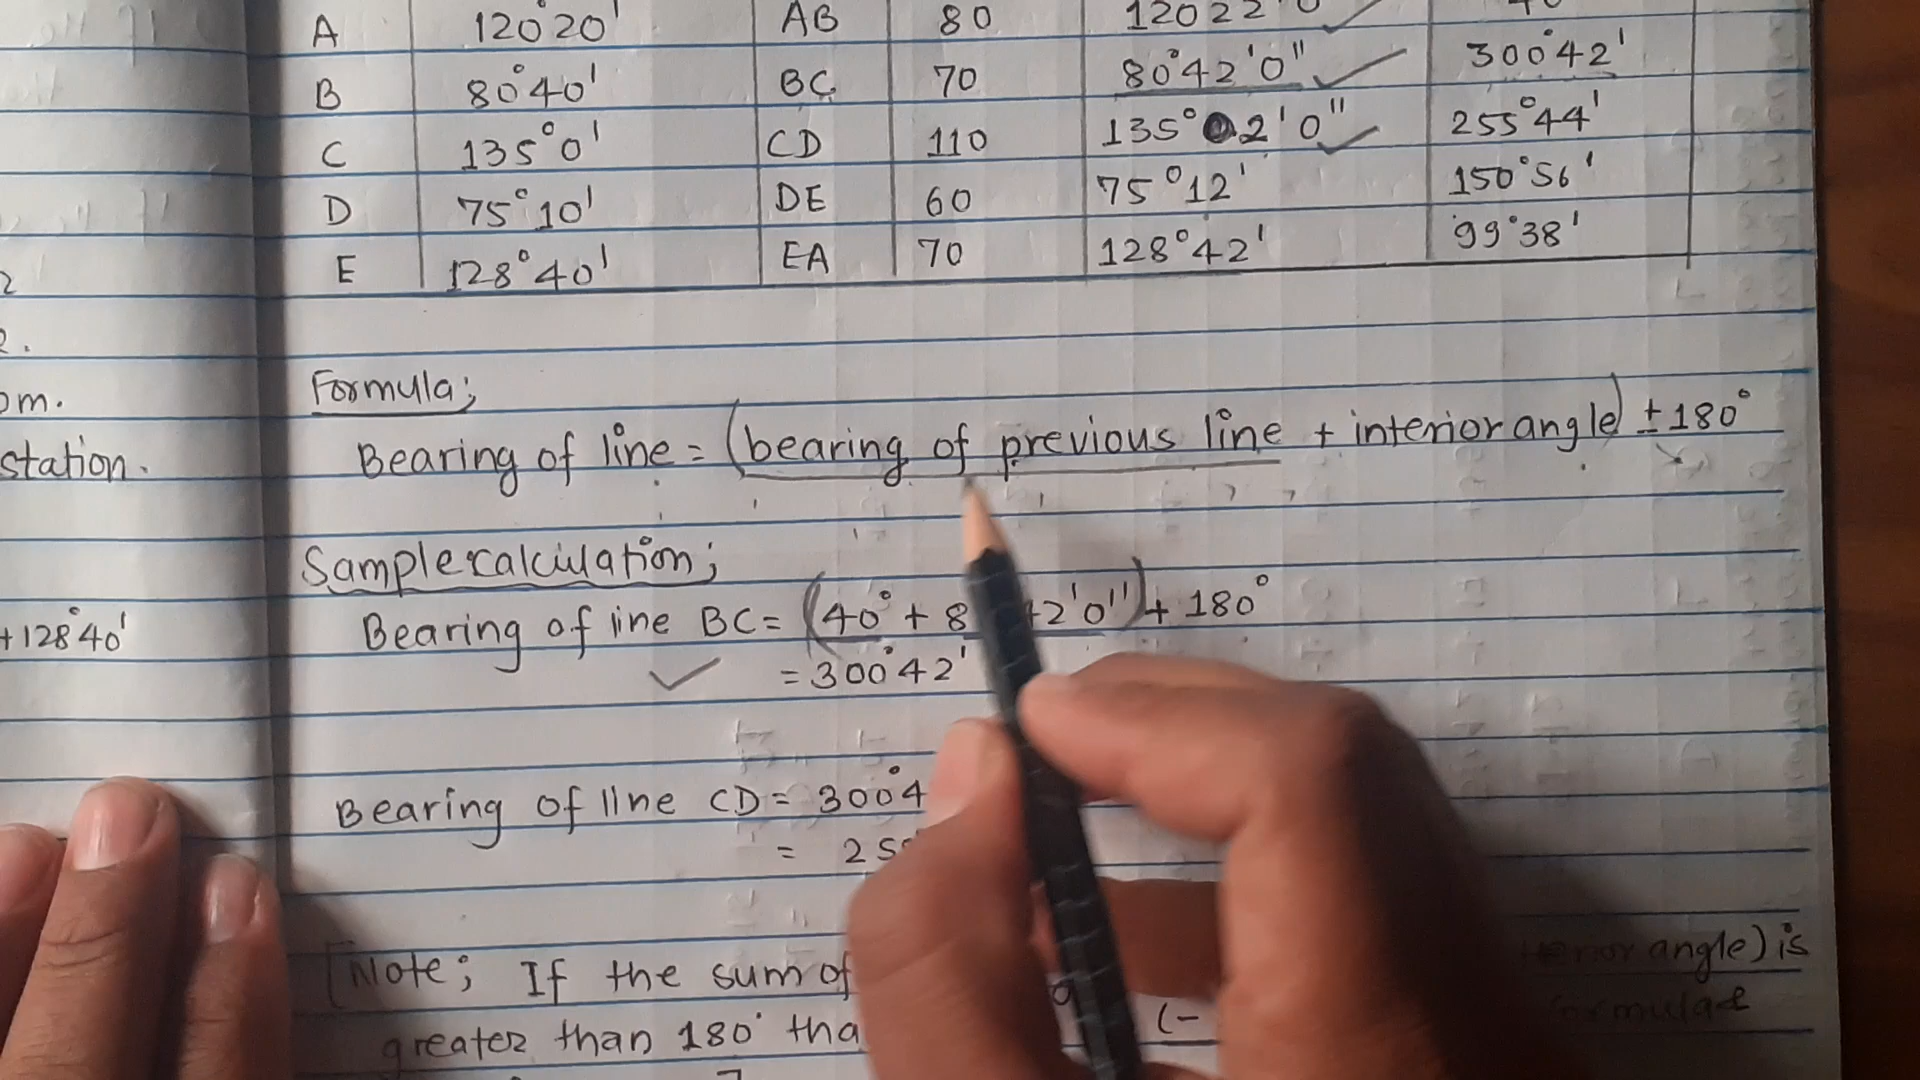 A 120°20' AB 80 120 22' 0
B 80°40' BC 70 80°42'0" 300°42'
C 135°0' CD 110 135°02'0" 255°44'
D 75°10' DE 60 75°12' 150°56'
E 128°40' EA 70 128°42' 99°38'
om.
station.
+128°40'
Formula;
Bearing of line = (bearing of previous line + interior angle) ± 180°
Sample calculation;
Bearing of line BC = (40° + 8 42'0") + 180°
= 300°42'
Bearing of line CD = 300°4
= 25
Note; If the sum of angle) is
greater than 180° tha (-